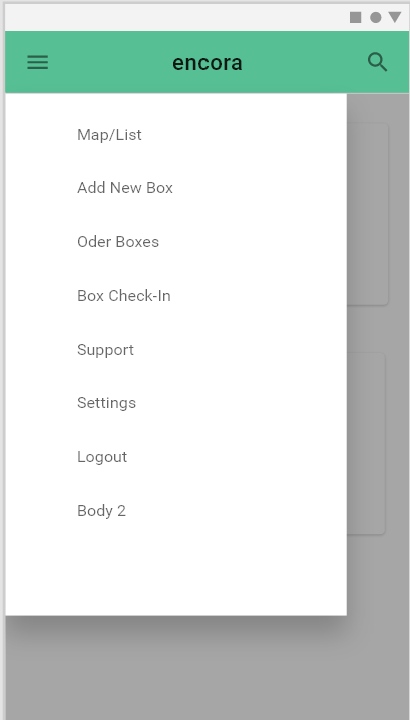 encora
Map/List
Add New Box
Oder Boxes
Box Check-In
Support
Settings
Logout
Body 2